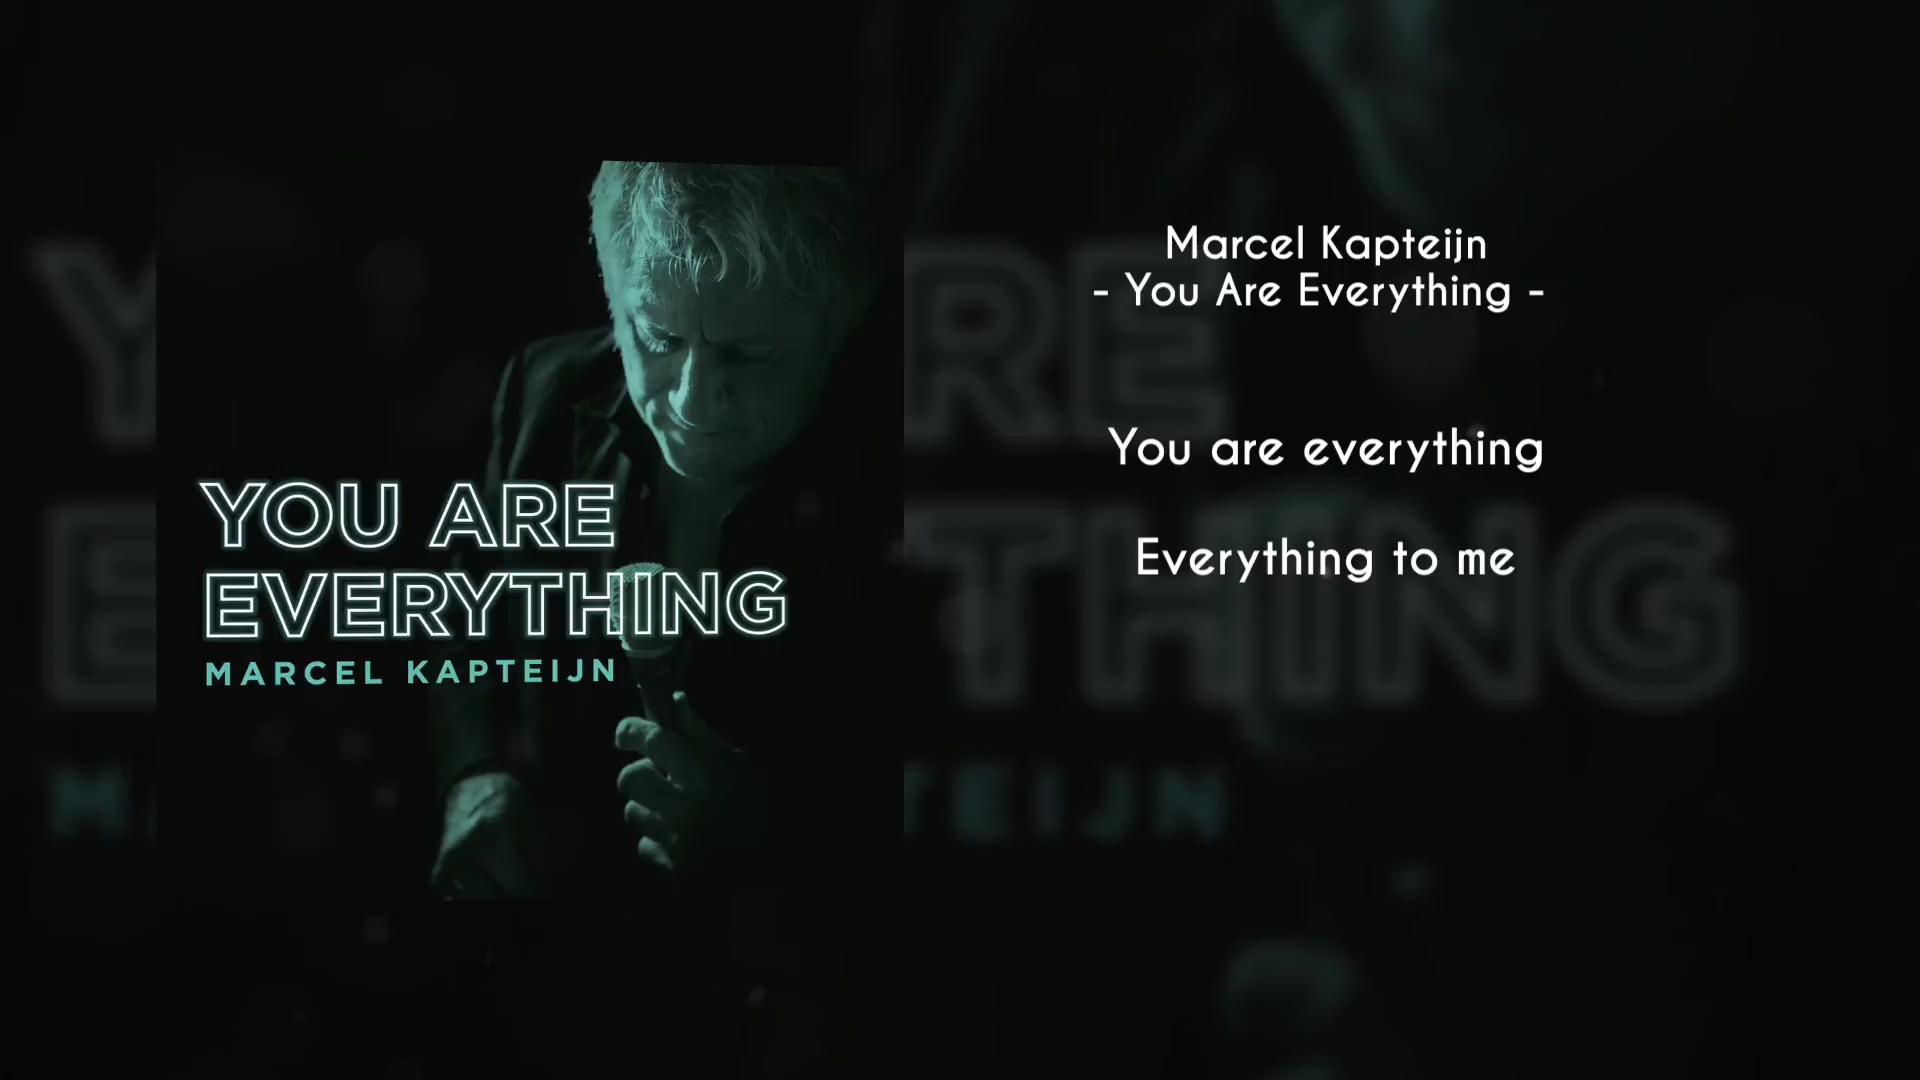 YOU ARE
EVERYTHING
MARCEL KAPTEIJN
Marcel Kapteijn
- You Are Everything -
You are everything
Everything to me